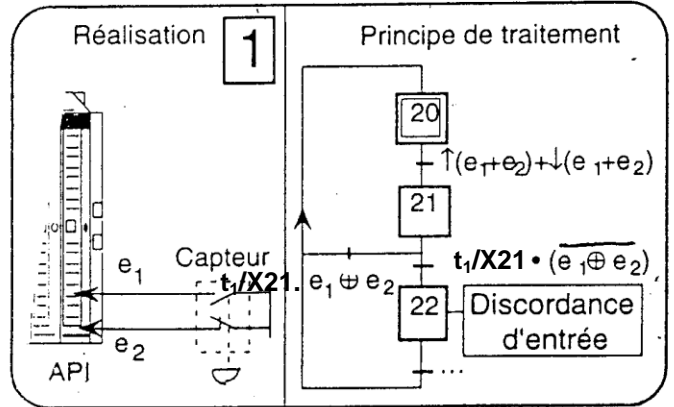 Réalisation
1
Principe de traitement
20
↑(e₁+e₂)+↓(e₁+e₂)
21
Capteur
e₁
t₁/X21. e₁ ⊕ e₂
t₁/X21 • (e₁⊕ e₂)‾
22
Discordance
d'entrée
e₂
API
...